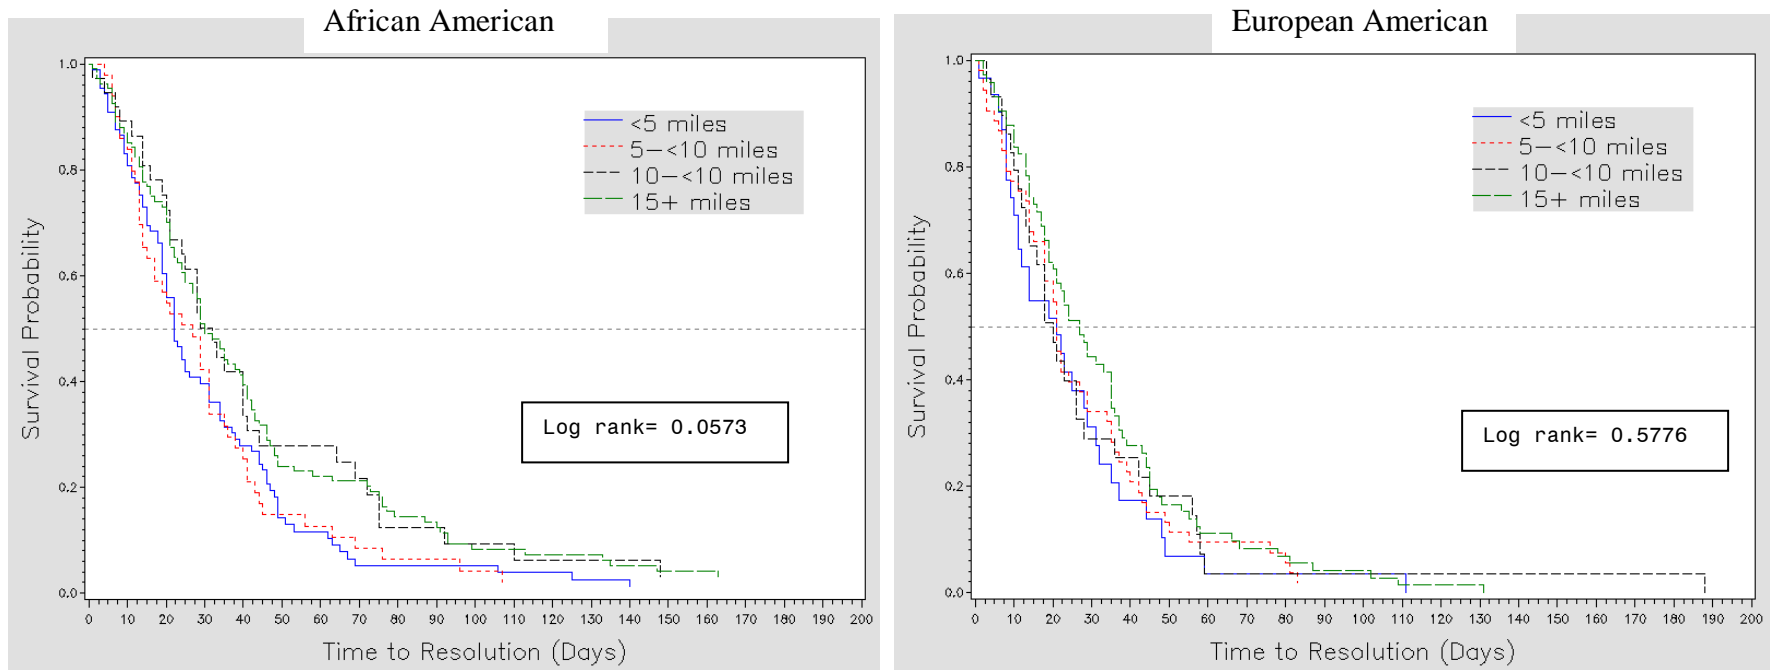 African American
1.0
0.8
0.6
0.4
0.2
0.0
Survival Probability
<5 miles
5-<10 miles
10-<10 miles
15+ miles
Log rank= 0.0573
0 10 20 30 40 50 60 70 80 90 100 110 120 130 140 150 160 170 180 190 200
Time to Resolution (Days)
European American
1.0
0.8
0.6
0.4
0.2
0.0
Survival Probability
<5 miles
5-<10 miles
10-<10 miles
15+ miles
Log rank= 0.5776
0 10 20 30 40 50 60 70 80 90 100 110 120 130 140 150 160 170 180 190 200
Time to Resolution (Days)